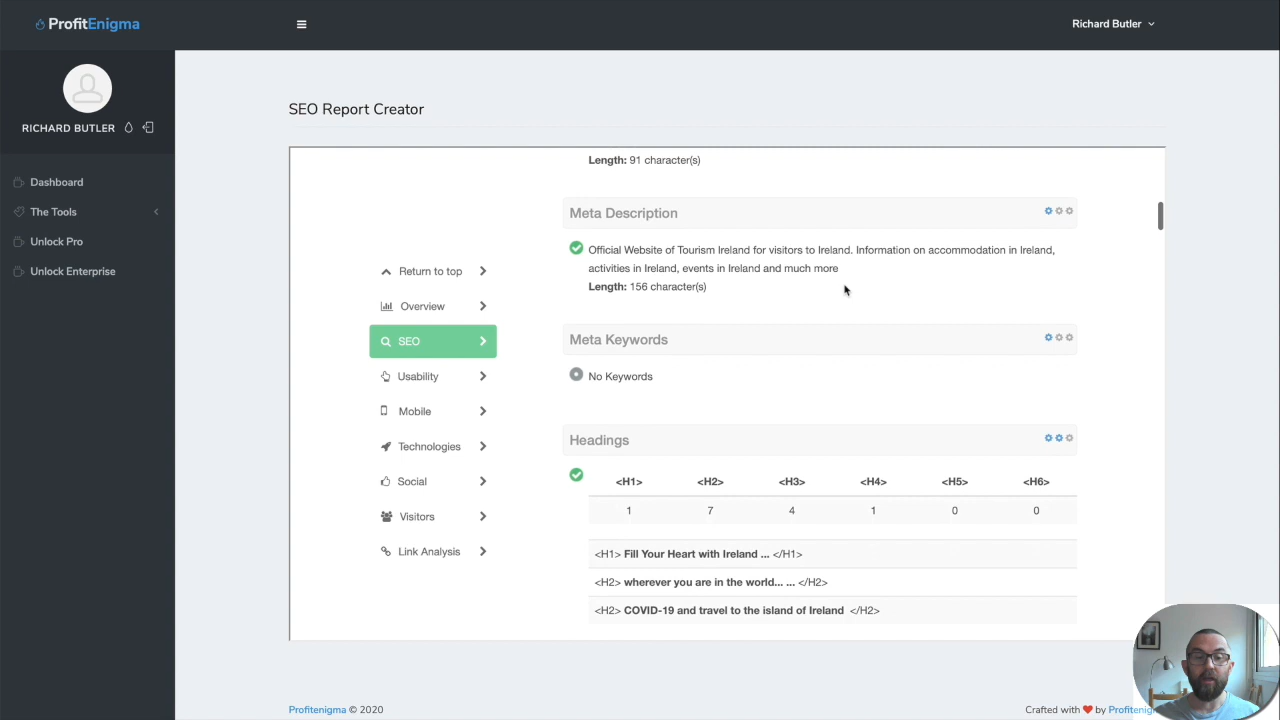 ProfitEnigma
Richard Butler
RICHARD BUTLER
Dashboard
The Tools
Unlock Pro
Unlock Enterprise
SEO Report Creator
Return to top
Overview
SEO
Usability
Mobile
Technologies
Social
Visitors
Link Analysis
Length: 91 character(s)
Meta Description
Official Website of Tourism Ireland for visitors to Ireland. Information on accommodation in Ireland,
activities in Ireland, events in Ireland and much more
Length: 156 character(s)
Meta Keywords
No Keywords
Headings
<H1> <H2> <H3> <H4> <H5> <H6>
1 7 4 1 0 0
<H1> Fill Your Heart with Ireland ... </H1>
<H2> wherever you are in the world... ... </H2>
<H2> COVID-19 and travel to the island of Ireland </H2>
Profitenigma © 2020
Crafted with ❤ by